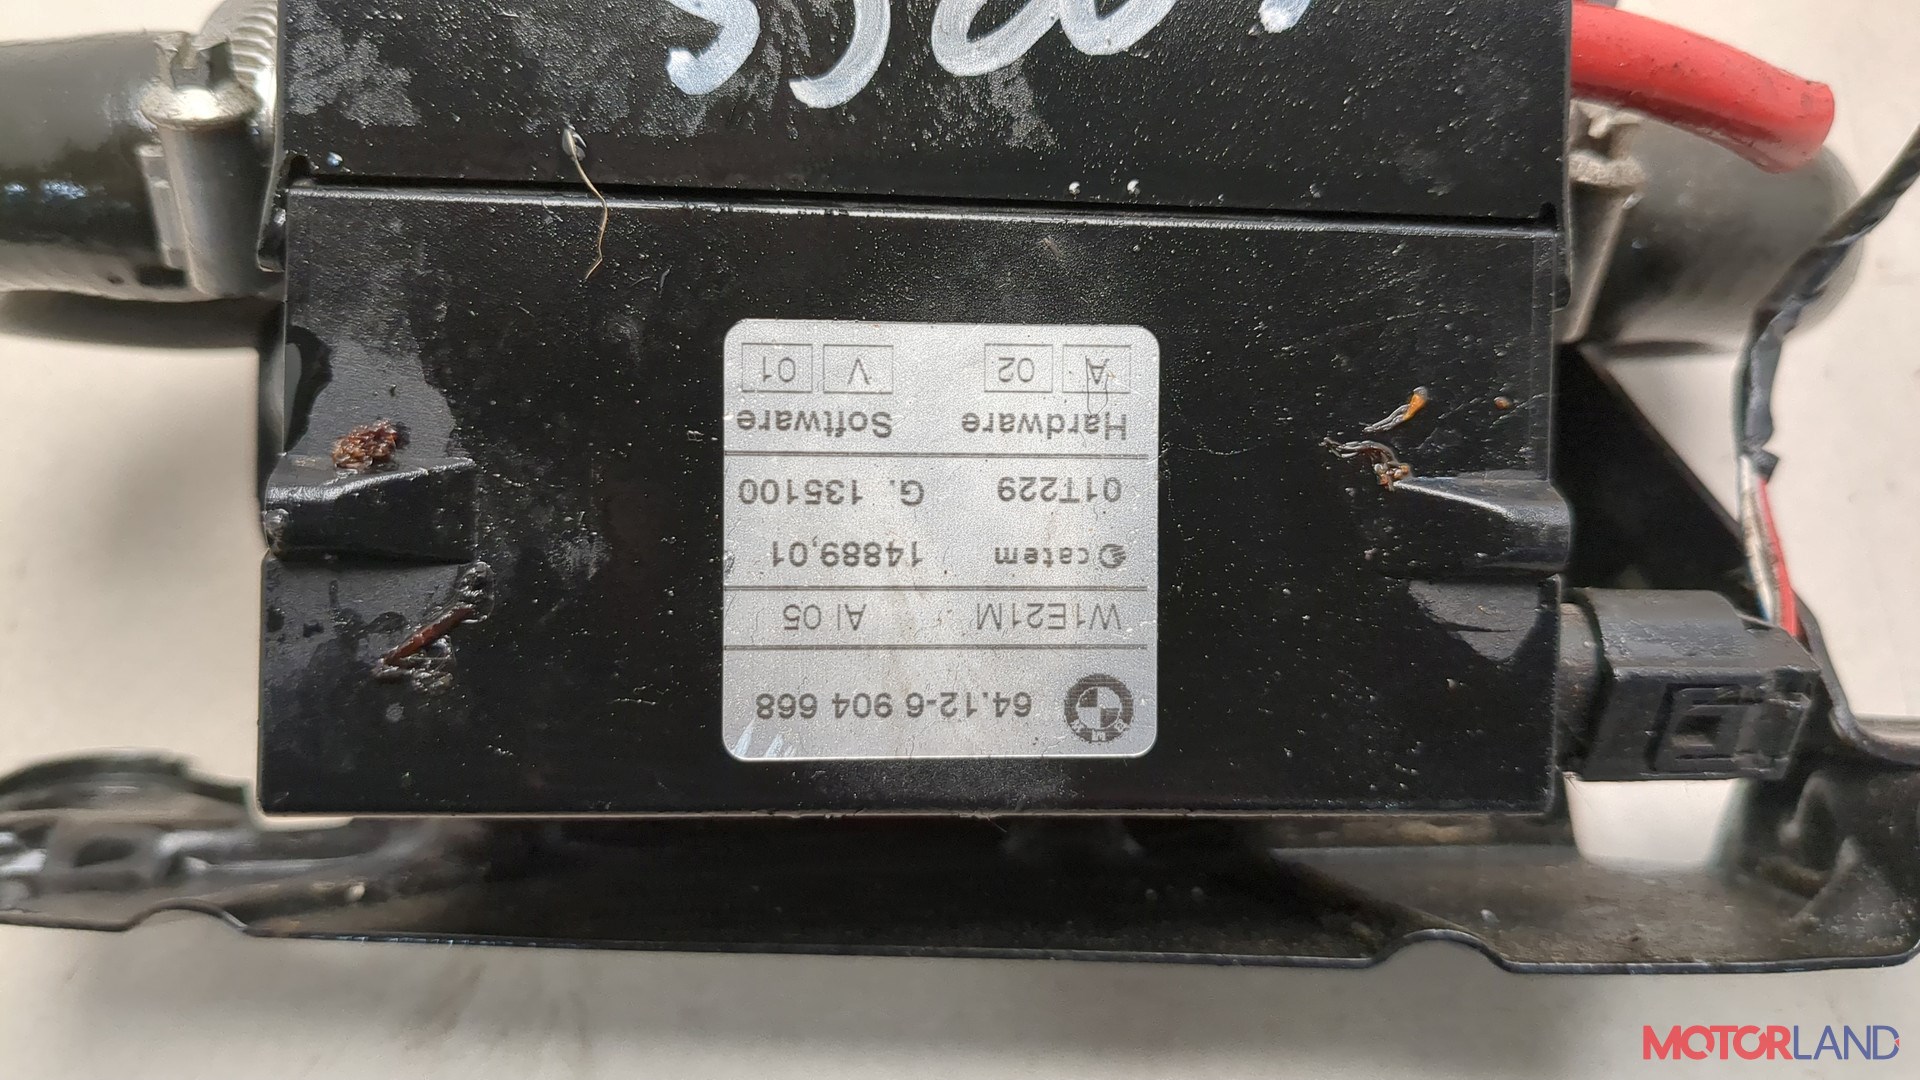 64.12-6 904 668
W1E21M AI 05
catem 14889,01
01T229 G. 135100
Hardware Software
A 02 V 01
MOTORLAND